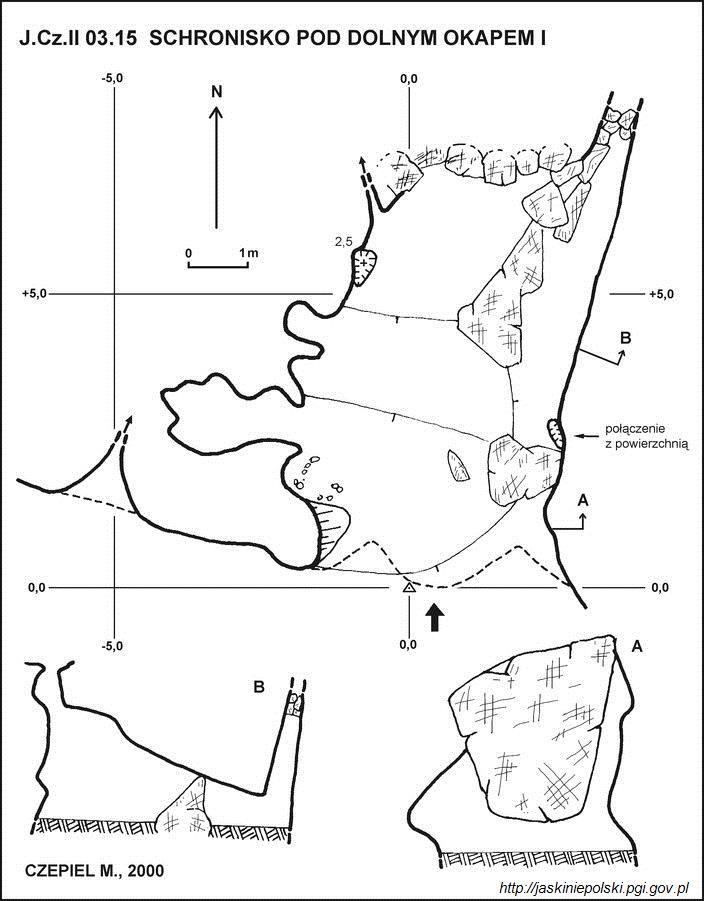 J.Cz.II 03.15 SCHRONISKO POD DOLNYM OKAPEM I
-5,0
0,0
N
2,5
0 1m
+5,0
+5,0
B
połączenie
z powierzchnią
A
0,0
0,0
-5,0
0,0
B
A
CZEPIEL M., 2000
http://jaskiniepolski.pgi.gov.pl